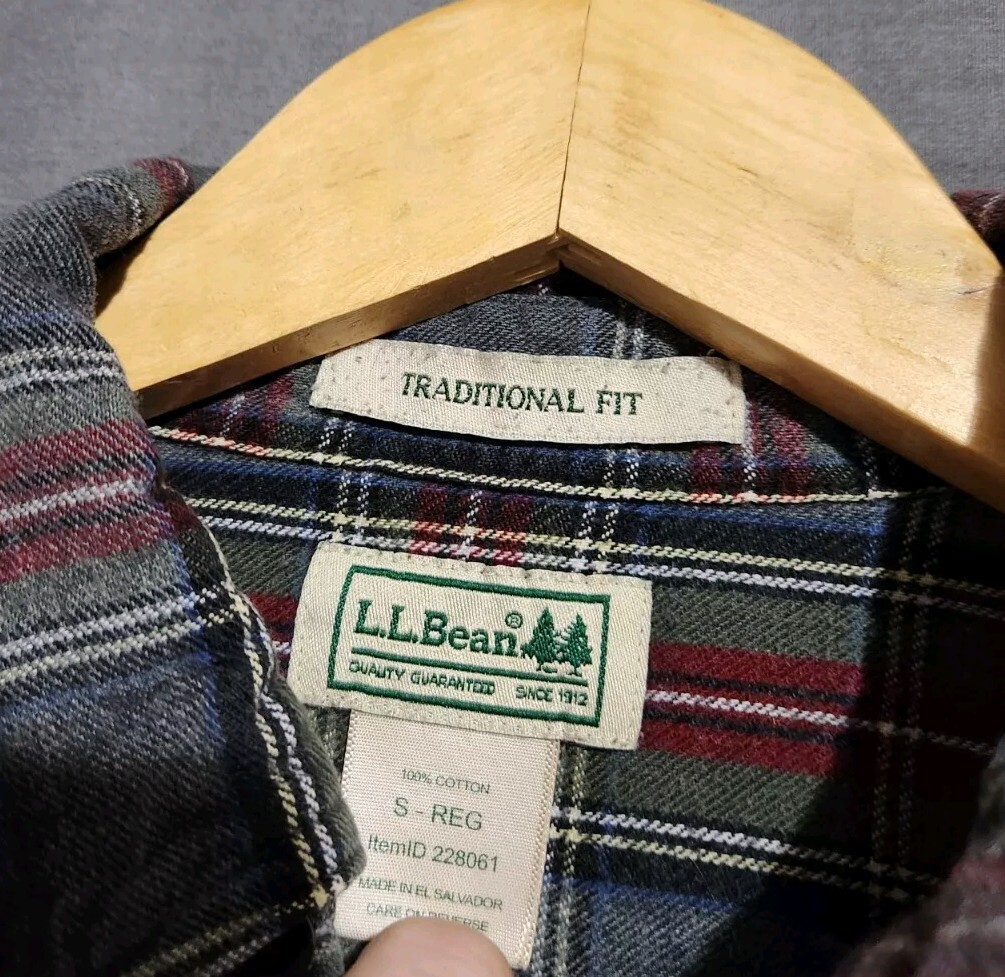 TRADITIONAL FIT
L.L.Bean®
QUALITY GUARANTEED SINCE 1912
100% COTTON
S - REG
ItemID 228061
MADE IN EL SALVADOR
CARE ON REVERSE